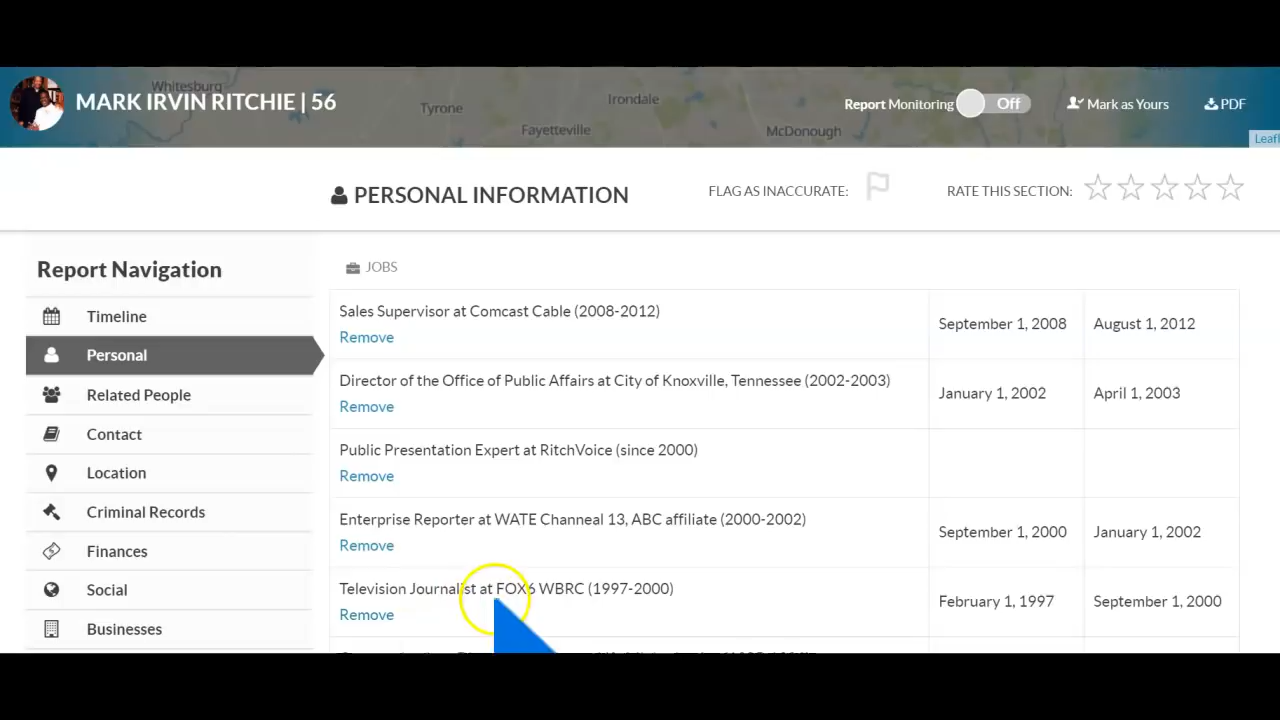 Whitesburg
MARK IRVIN RITCHIE | 56
Tyrone
Irondale
Fayetteville
McDonough
Report Monitoring
Off
Mark as Yours
PDF
Leafl
PERSONAL INFORMATION
FLAG AS INACCURATE:
RATE THIS SECTION:
Report Navigation
Timeline
Personal
Related People
Contact
Location
Criminal Records
Finances
Social
Businesses
JOBS
Sales Supervisor at Comcast Cable (2008-2012)
Remove
September 1, 2008
August 1, 2012
Director of the Office of Public Affairs at City of Knoxville, Tennessee (2002-2003)
Remove
January 1, 2002
April 1, 2003
Public Presentation Expert at RitchVoice (since 2000)
Remove
Enterprise Reporter at WATE Channeal 13, ABC affiliate (2000-2002)
Remove
September 1, 2000
January 1, 2002
Television Journalist at FOX6 WBRC (1997-2000)
Remove
February 1, 1997
September 1, 2000